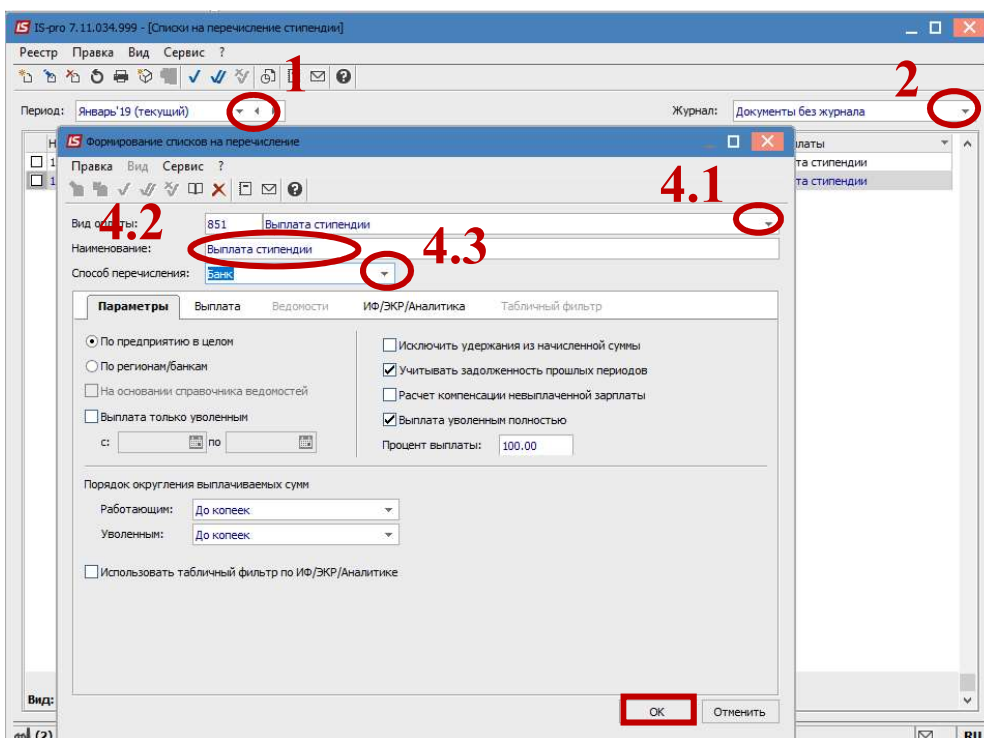 IS-pro 7.11.034.999 - [Списки на перечисление стипендии]
Реестр Правка Вид Сервис ?
1
2
Период: Январь'19 (текущий) Журнал: Документы без журнала
Формирование списков на перечисление
латы
1 та стипендии
1 та стипендии
Правка Вид Сервис ?
4.1
4.2
4.3
Вид оплаты: 851 Выплата стипендии
Наименование: Выплата стипендии
Способ перечисления: Банк
Параметры Выплата Ведомости ИФ/ЭКР/Аналитика Табличный фильтр
По предприятию в целом
По регионам/банкам
На основании справочника ведомостей
Выплата только уволенным
с: по
Исключить удержания из начисленной суммы
Учитывать задолженность прошлых периодов
Расчет компенсации невыплаченной зарплаты
Выплата уволенным полностью
Процент выплаты: 100.00
Порядок округления выплачиваемых сумм
Работающим: До копеек
Уволенным: До копеек
Использовать табличный фильтр по ИФ/ЭКР/Аналитике
Вид:
ОК Отменить
(2) RU